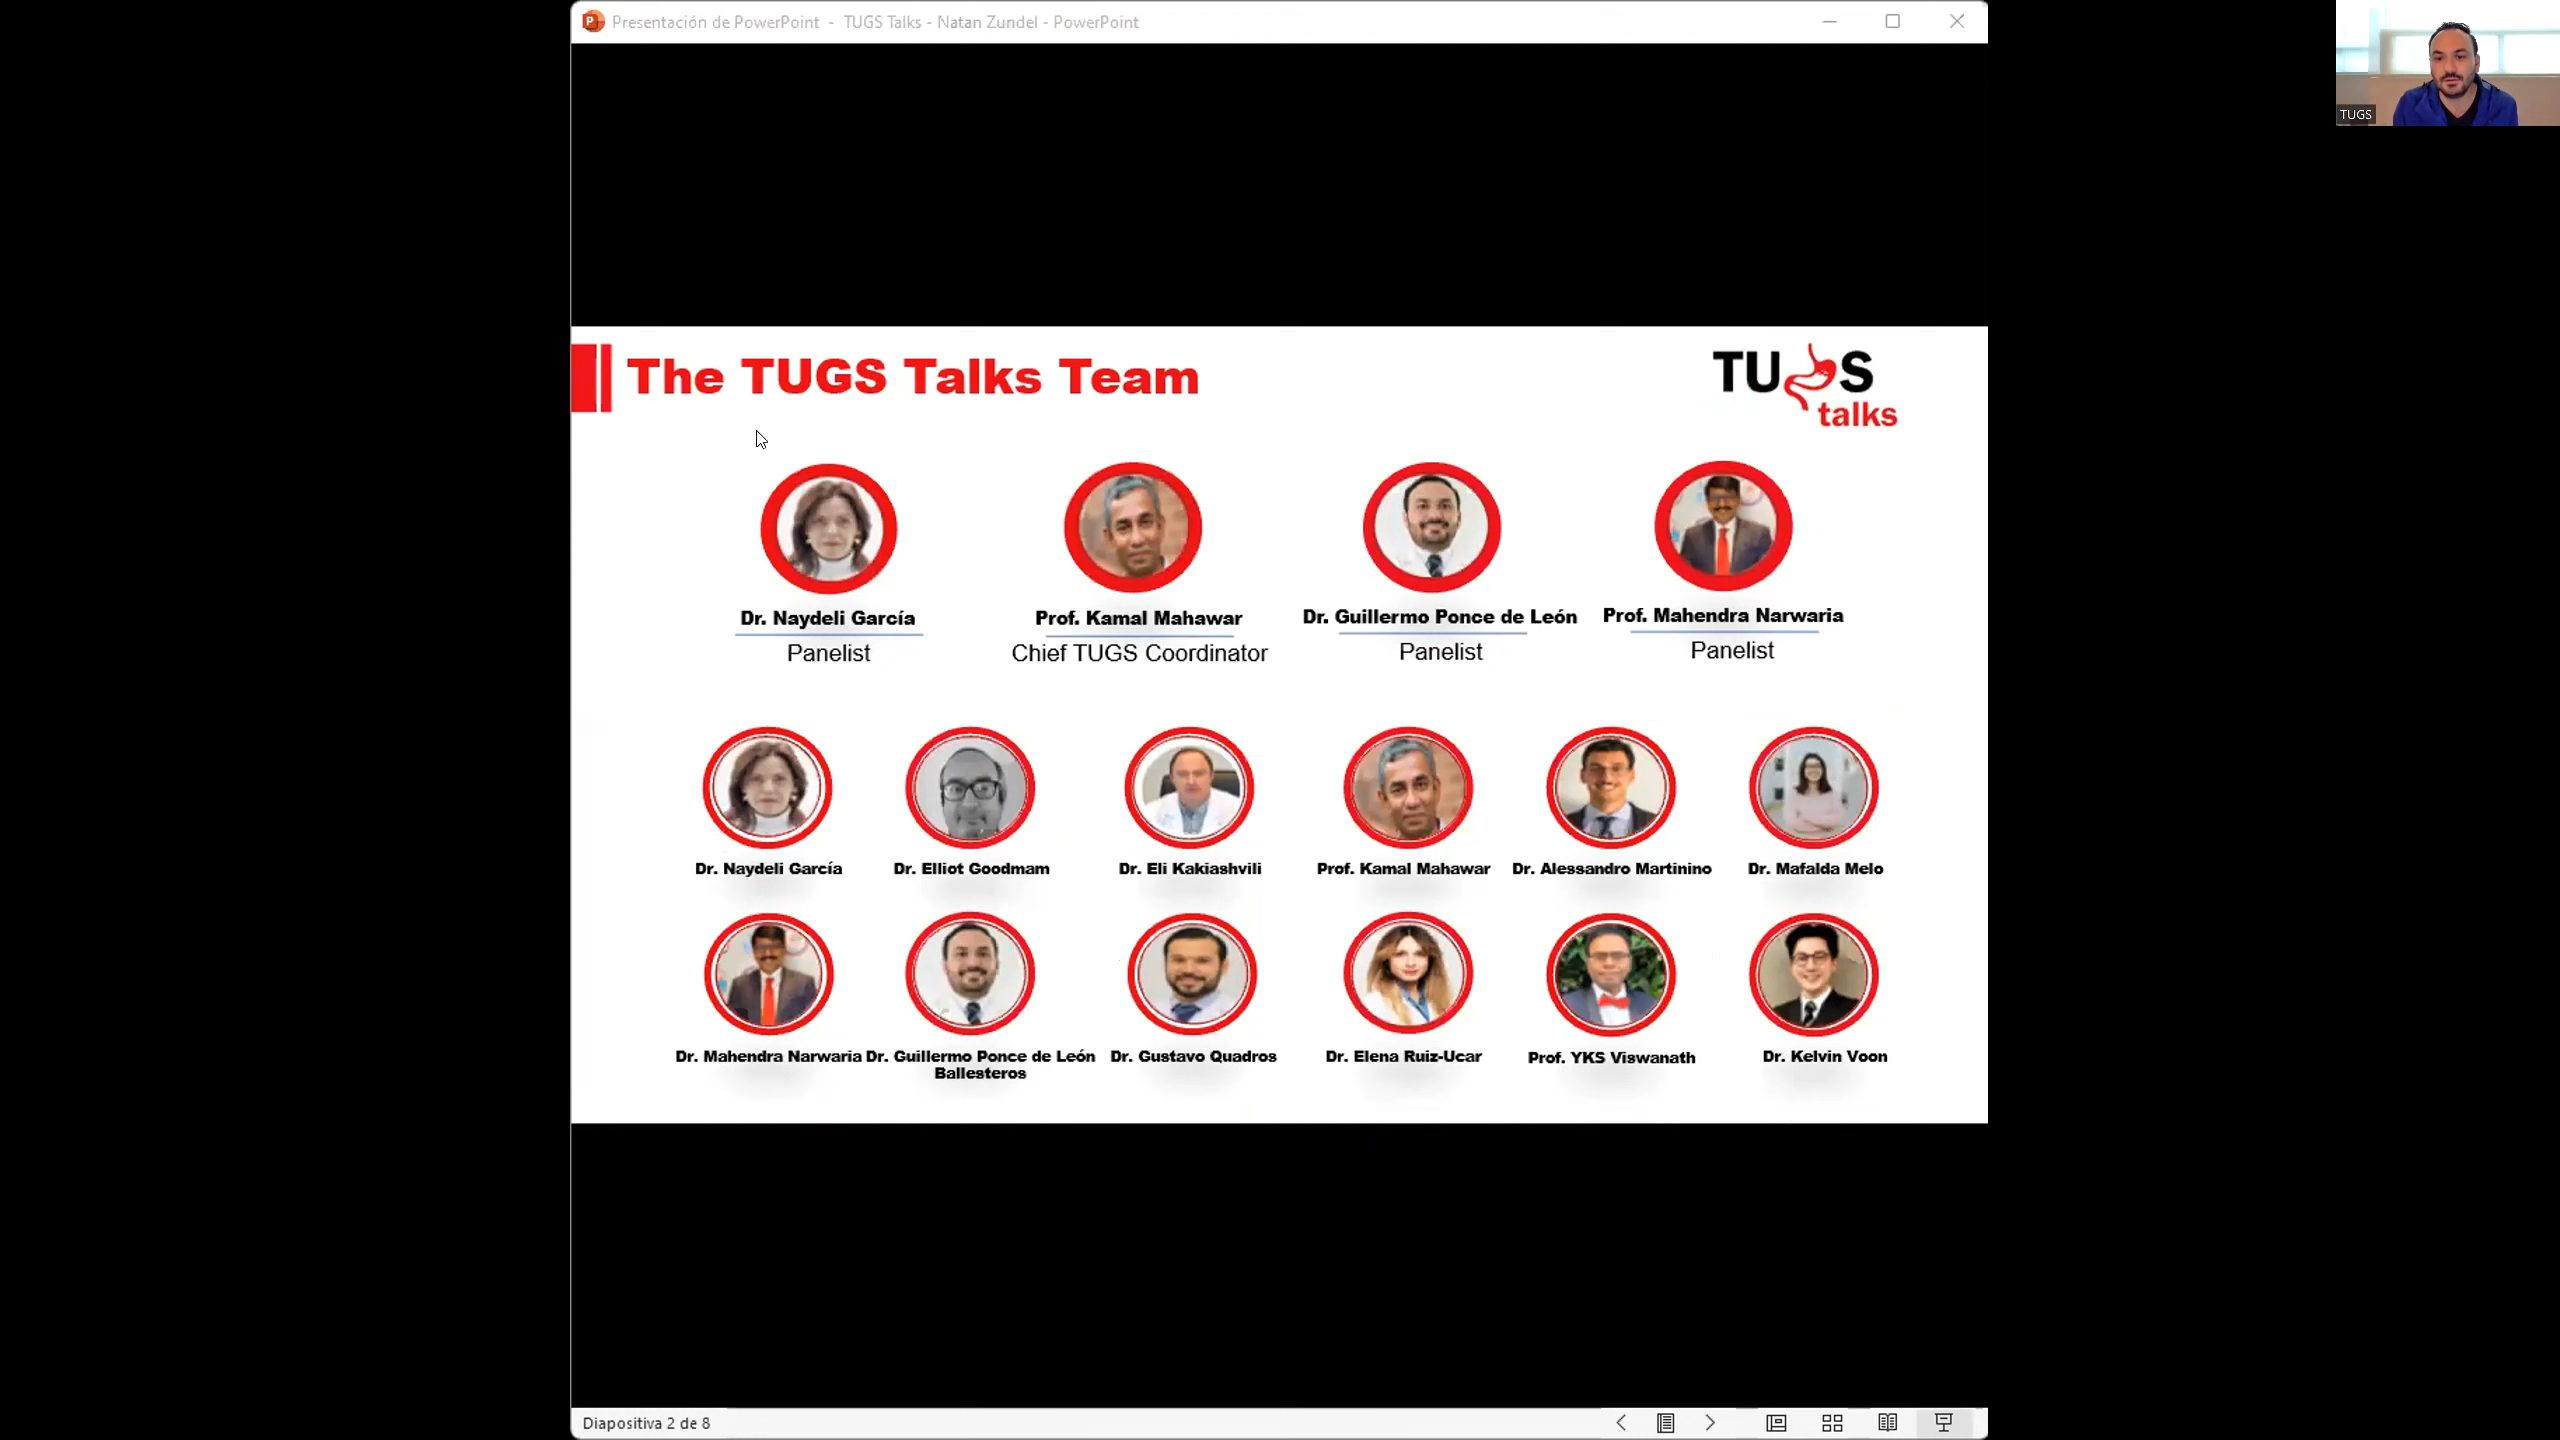 Presentación de PowerPoint - TUGS Talks - Natan Zundel - PowerPoint
TUGS
The TUGS Talks Team
TUGS
talks
Dr. Naydeli García
Panelist
Prof. Kamal Mahawar
Chief TUGS Coordinator
Dr. Guillermo Ponce de León
Panelist
Prof. Mahendra Narwaria
Panelist
Dr. Naydeli García
Dr. Elliot Goodmam
Dr. Eli Kakiashvili
Prof. Kamal Mahawar
Dr. Alessandro Martinino
Dr. Mafalda Melo
Dr. Mahendra Narwaria
Dr. Guillermo Ponce de León
Ballesteros
Dr. Gustavo Quadros
Dr. Elena Ruiz-Ucar
Prof. YKS Viswanath
Dr. Kelvin Voon
Diapositiva 2 de 8